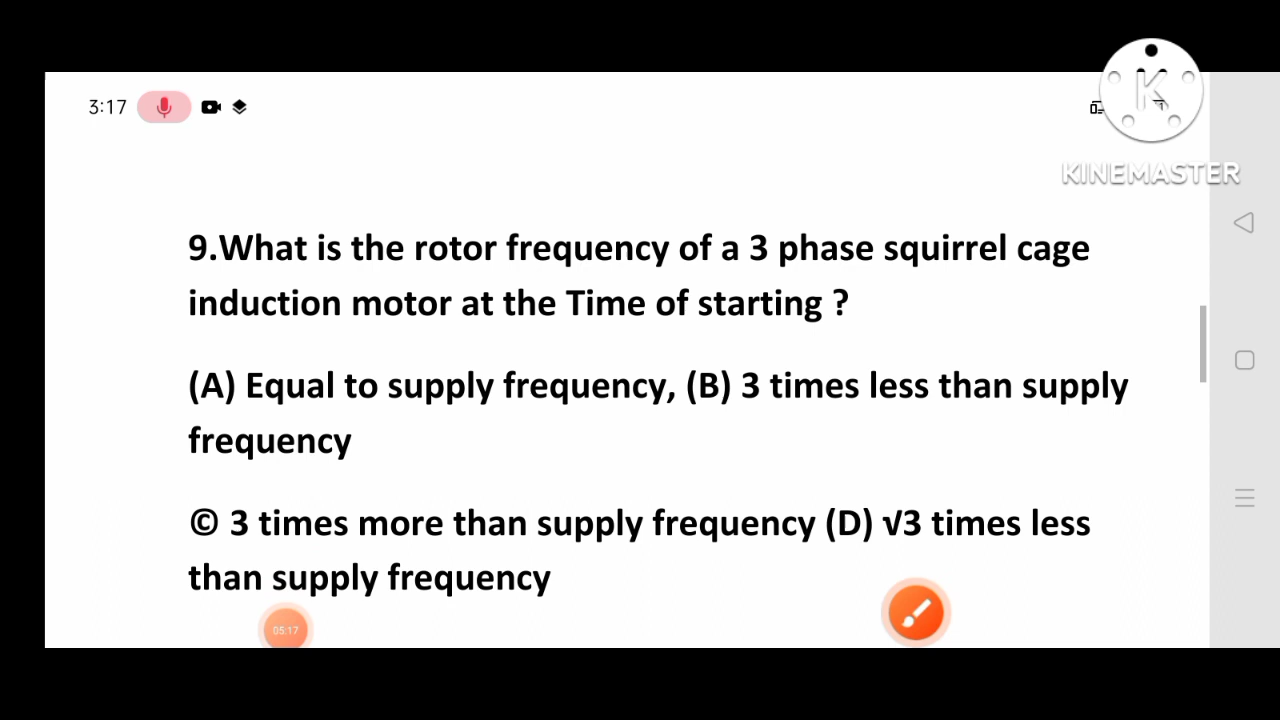 3:17
KINEMASTER
9.What is the rotor frequency of a 3 phase squirrel cage
induction motor at the Time of starting ?
(A) Equal to supply frequency, (B) 3 times less than supply
frequency
© 3 times more than supply frequency (D) √3 times less
than supply frequency
05:17